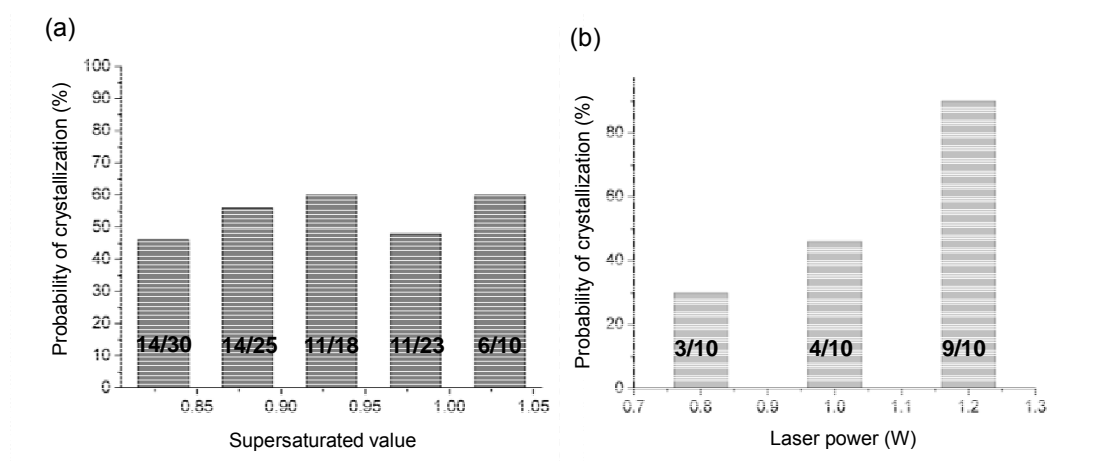 (a)
Probability of crystallization (%)
100
90
80
70
60
50
40
30
20
10
0
14/30 14/25 11/18 11/23 6/10
0.85 0.90 0.95 1.00 1.05
Supersaturated value
(b)
Probability of crystallization (%)
80
60
40
20
0
3/10 4/10 9/10
0.7 0.8 0.9 1.0 1.1 1.2 1.3
Laser power (W)